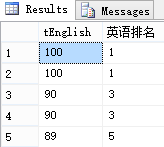 Results Messages
tEnglish 英语排名
1 100 1
2 100 1
3 90 3
4 90 3
5 89 5